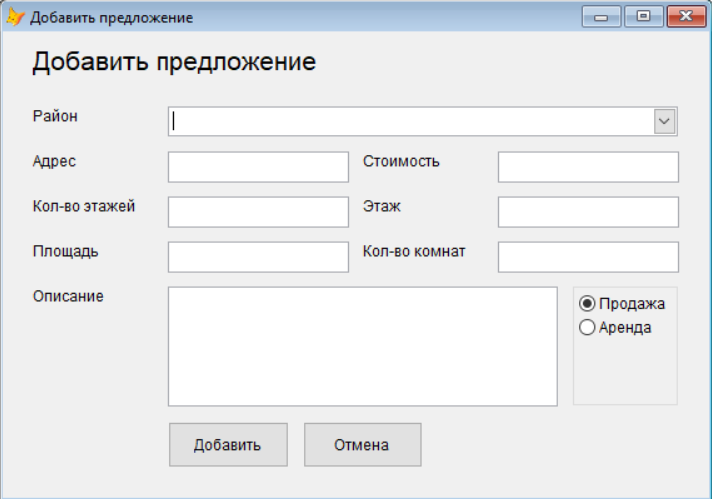 Добавить предложение
Добавить предложение
Район
Адрес
Стоимость
Кол-во этажей
Этаж
Площадь
Кол-во комнат
Описание
Продажа
Аренда
Добавить
Отмена